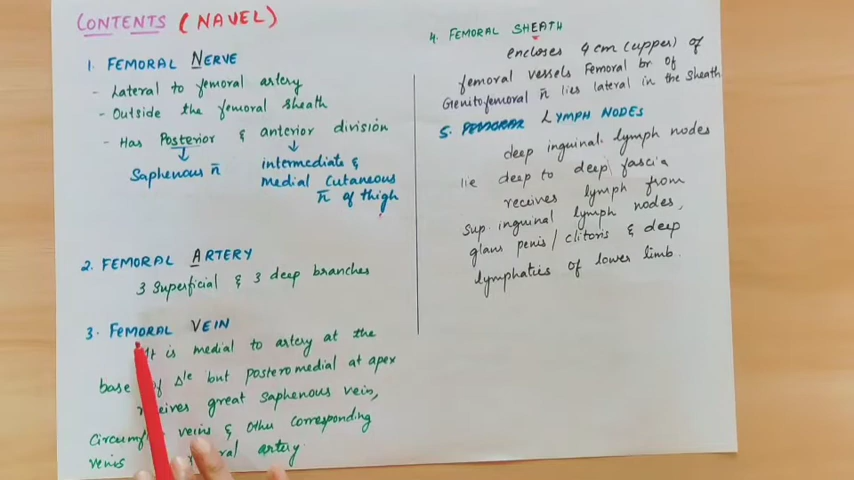 CONTENTS (NAVEL)
1. FEMORAL NERVE
- Lateral to femoral artery
- Outside the femoral sheath
- Has Posterior & anterior division
Saphenous n̄
intermediate &
medial cutaneous
n̄ of thigh
2. FEMORAL ARTERY
3 Superficial & 3 deep branches
3. FEMORAL VEIN
It is medial to artery at the
base of Δle but posteromedial at apex
receives great saphenous vein,
veins & other corresponding
venis artery
4. FEMORAL SHEATH
encloses 4cm (upper) of
femoral vessels Femoral br of
Genitofemoral n̄ lies lateral in the sheath
5. LYMPH NODES
deep inguinal lymph nodes
lie deep to deep fascia
receives lymph from
Sup. inguinal lymph nodes,
glans penis/clitoris & deep
lymphatics of lower limb.